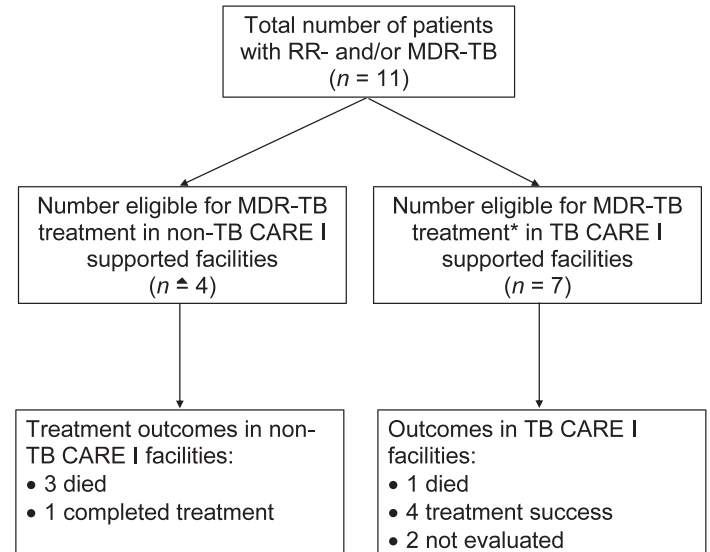 Total number of patients
with RR- and/or MDR-TB
(n = 11)
Number eligible for MDR-TB
treatment in non-TB CARE I
supported facilities
(n = 4)
Number eligible for MDR-TB
treatment* in TB CARE I
supported facilities
(n = 7)
Treatment outcomes in non-
TB CARE I facilities:
• 3 died
• 1 completed treatment
Outcomes in TB CARE I
facilities:
• 1 died
• 4 treatment success
• 2 not evaluated